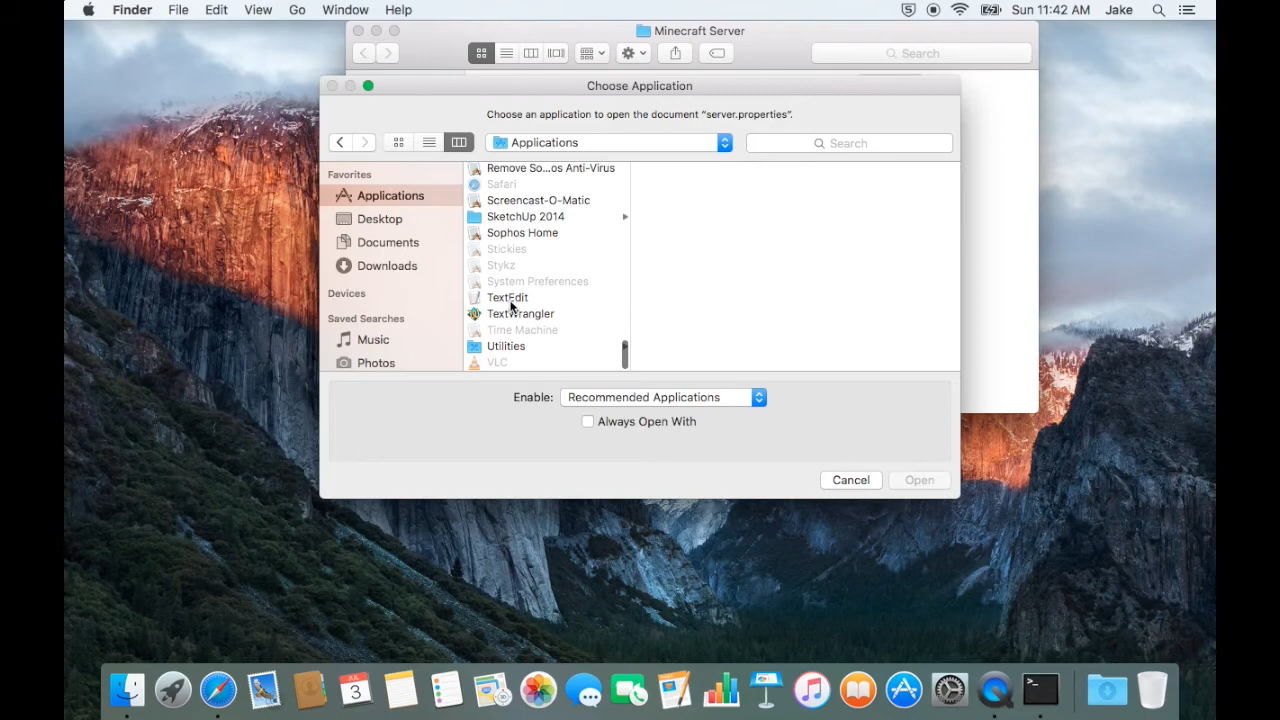 Finder File Edit View Go Window Help Sun 11:42 AM Jake
Minecraft Server
Search
Choose Application
Choose an application to open the document “server.properties”.
Applications
Search
Favorites
Applications
Desktop
Documents
Downloads
Devices
Saved Searches
Music
Photos
Remove So...os Anti-Virus
Safari
Screencast-O-Matic
SketchUp 2014
Sophos Home
Stickies
Stykz
System Preferences
TextEdit
TextWrangler
Time Machine
Utilities
VLC
Enable: Recommended Applications
Always Open With
Cancel Open
JUL
3
>_